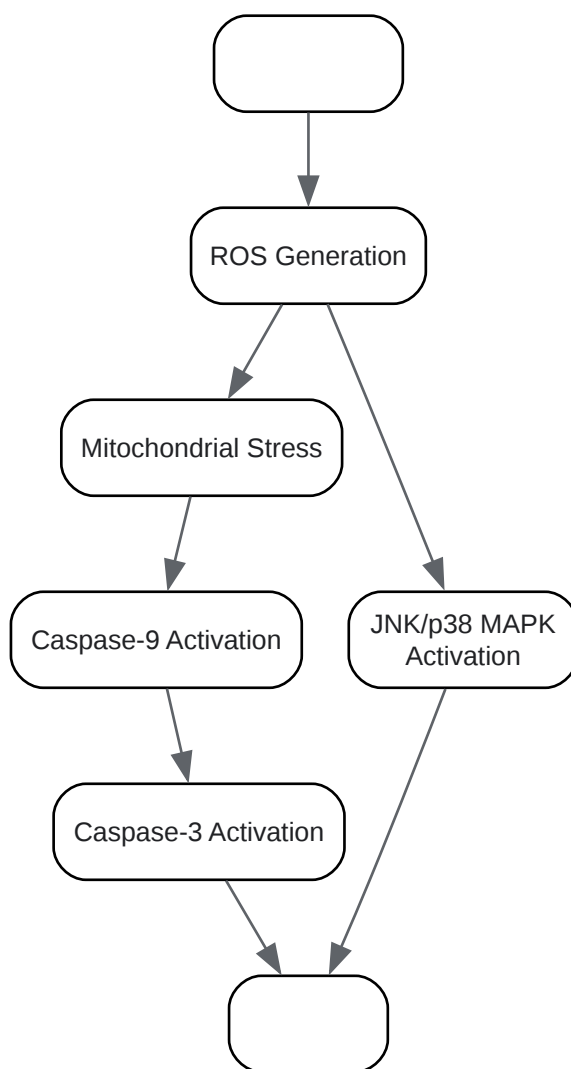 ROS Generation
Mitochondrial Stress
Caspase-9 Activation
JNK/p38 MAPK
Activation
Caspase-3 Activation